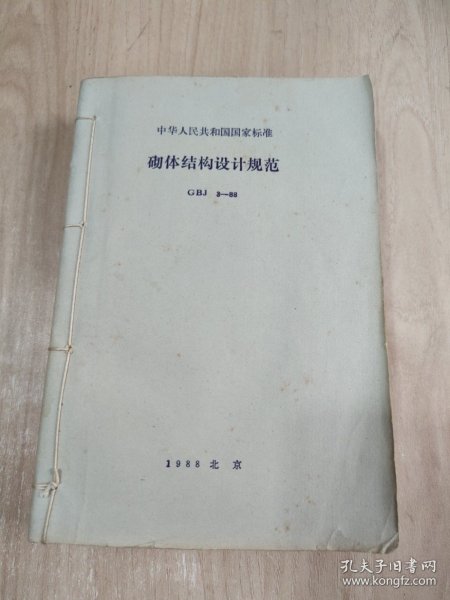 中华人民共和国国家标准
砌体结构设计规范
GBJ 3—88
1988 北 京
孔夫子旧书网
www.kongfz.com